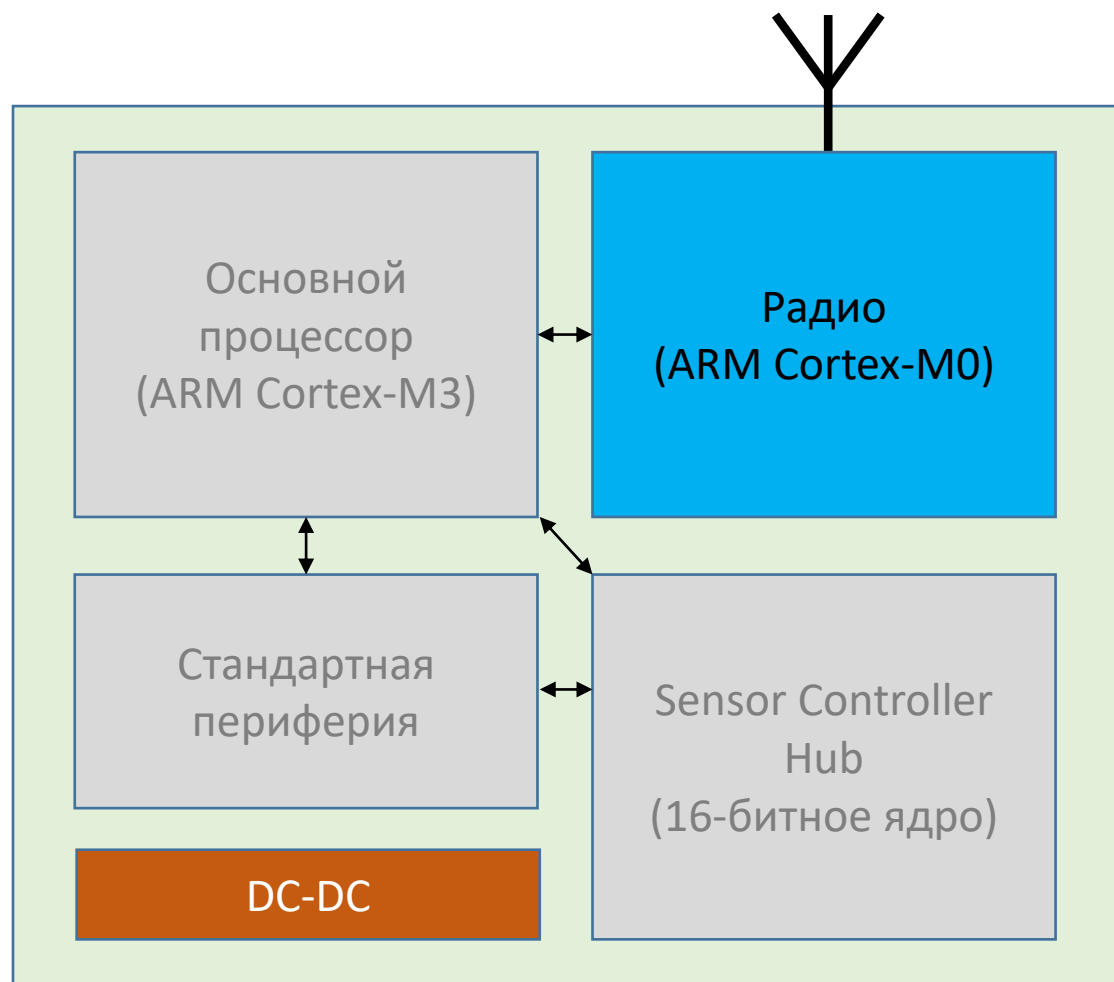 Основной
процессор
(ARM Cortex-M3)
Радио
(ARM Cortex-M0)
Стандартная
периферия
Sensor Controller
Hub
(16-битное ядро)
DC-DC